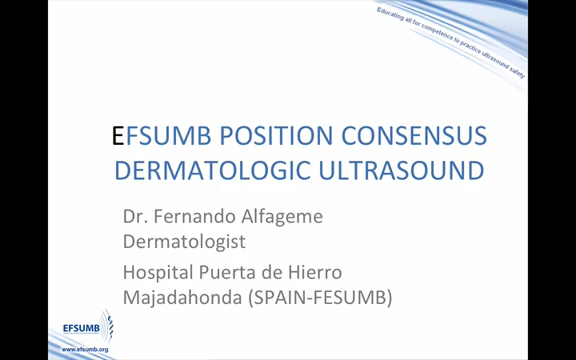 Educating all for competence to practice ultrasound safely
EFSUMB POSITION CONSENSUS
DERMATOLOGIC ULTRASOUND
Dr. Fernando Alfageme
Dermatologist
Hospital Puerta de Hierro
Majadahonda (SPAIN-FESUMB)
EFSUMB
www.efsumb.org